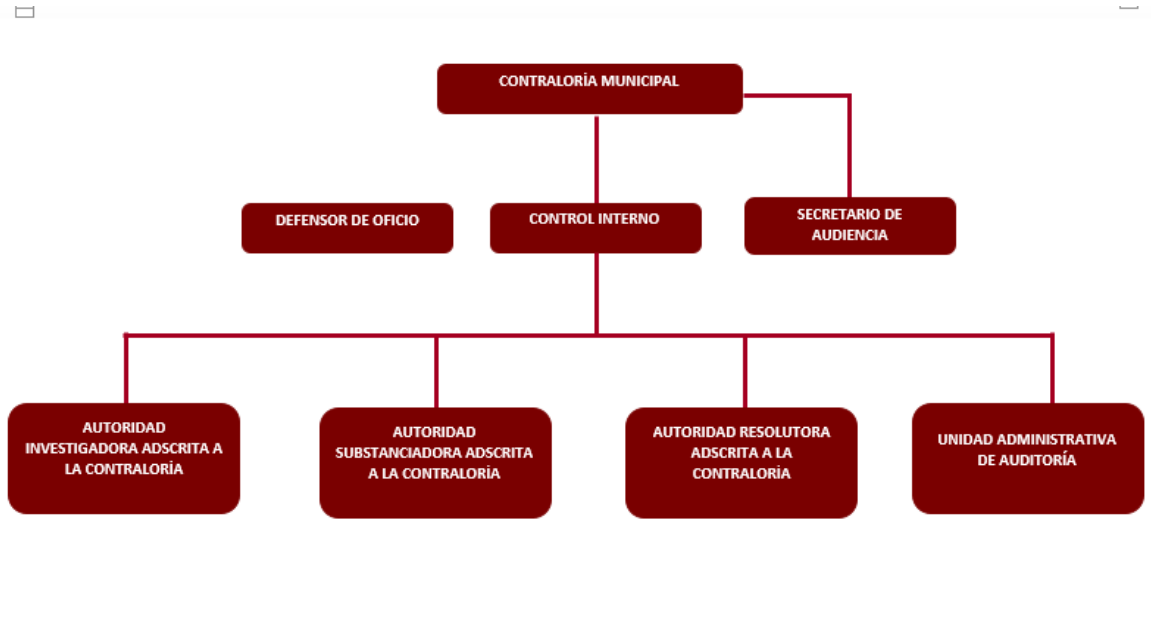 CONTRALORÍA MUNICIPAL
DEFENSOR DE OFICIO
CONTROL INTERNO
SECRETARIO DE
AUDIENCIA
AUTORIDAD
INVESTIGADORA ADSCRITA A
LA CONTRALORÍA
AUTORIDAD
SUBSTANCIADORA ADSCRITA
A LA CONTRALORÍA
AUTORIDAD RESOLUTORA
ADSCRITA A LA
CONTRALORÍA
UNIDAD ADMINISTRATIVA
DE AUDITORÍA